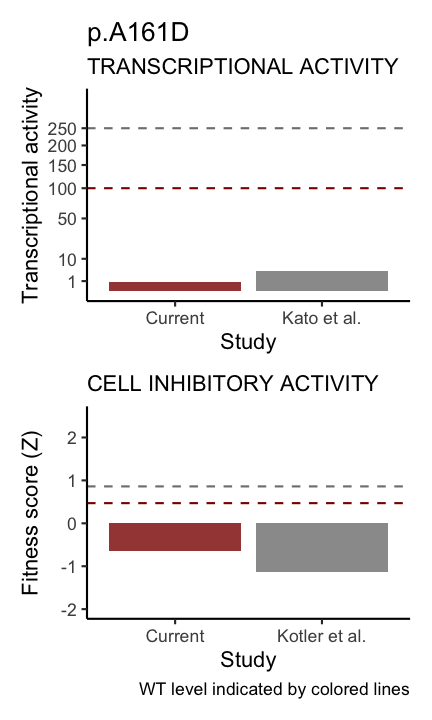 p.A161D
TRANSCRIPTIONAL ACTIVITY
Transcriptional activity
250
200
150
100
50
10
1
Current
Kato et al.
Study
CELL INHIBITORY ACTIVITY
Fitness score (Z)
2
1
0
-1
-2
Current
Kotler et al.
Study
WT level indicated by colored lines